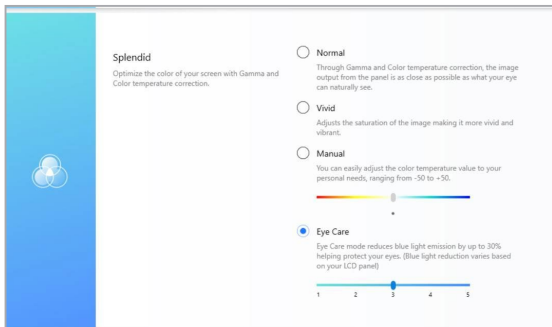 Splendid
Optimize the color of your screen with Gamma and
Color temperature correction.
Normal
Through Gamma and Color temperature correction, the image
output from the panel is as close as possible as what your eye
can naturally see.
Vivid
Adjusts the saturation of the image making it more vivid and
vibrant.
Manual
You can easily adjust the color temperature value to your
personal needs, ranging from -50 to +50.
Eye Care
Eye Care mode reduces blue light emission by up to 30%
helping protect your eyes. (Blue light reduction varies based
on your LCD panel)
1 2 3 4 5